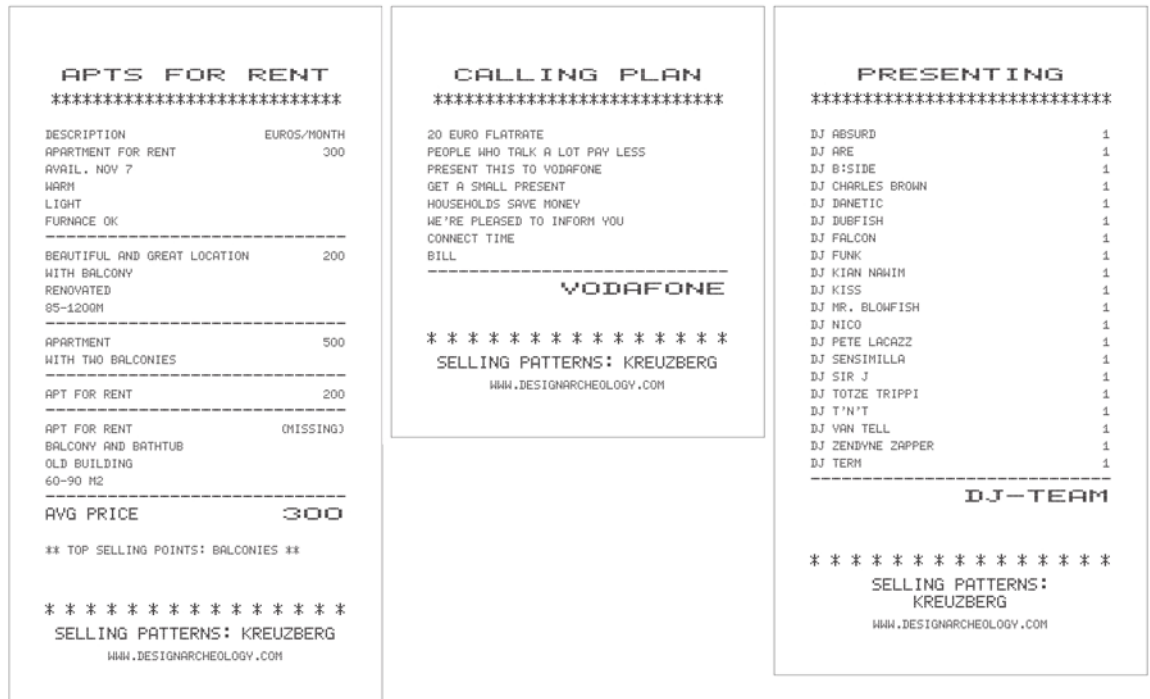 APTS FOR RENT
****************************
DESCRIPTION EUROS/MONTH
APARTMENT FOR RENT 300
AVAIL. NOV 7
WARM
LIGHT
FURNACE OK
------------------------------
BEAUTIFUL AND GREAT LOCATION 200
WITH BALCONY
RENOVATED
85-120QM
------------------------------
APARTMENT 500
WITH TWO BALCONIES
------------------------------
APT FOR RENT 200
------------------------------
APT FOR RENT (MISSING)
BALCONY AND BATHTUB
OLD BUILDING
60-90 M2
------------------------------
AVG PRICE 300
** TOP SELLING POINTS: BALCONIES **
* * * * * * * * * * * * * * *
SELLING PATTERNS: KREUZBERG
WWW.DESIGNARCHEOLOGY.COM
CALLING PLAN
****************************
20 EURO FLATRATE
PEOPLE WHO TALK A LOT PAY LESS
PRESENT THIS TO VODAFONE
GET A SMALL PRESENT
HOUSEHOLDS SAVE MONEY
WE'RE PLEASED TO INFORM YOU
CONNECT TIME
BILL
------------------------------
VODAFONE
* * * * * * * * * * * * * * *
SELLING PATTERNS: KREUZBERG
WWW.DESIGNARCHEOLOGY.COM
PRESENTING
*****************************
DJ ABSURD 1
DJ ARE 1
DJ B:SIDE 1
DJ CHARLES BROWN 1
DJ DANETIC 1
DJ DUBFISH 1
DJ FALCON 1
DJ FUNK 1
DJ KIAN NAWIM 1
DJ KISS 1
DJ MR. BLOWFISH 1
DJ NICO 1
DJ PETE LACAZZ 1
DJ SENSIMILLA 1
DJ SIR J 1
DJ TOTZE TRIPPI 1
DJ T'N'T 1
DJ VAN TELL 1
DJ ZENDYNE ZAPPER 1
DJ TERM 1
------------------------------
DJ-TEAM
* * * * * * * * * * * * * * *
SELLING PATTERNS:
KREUZBERG
WWW.DESIGNARCHEOLOGY.COM